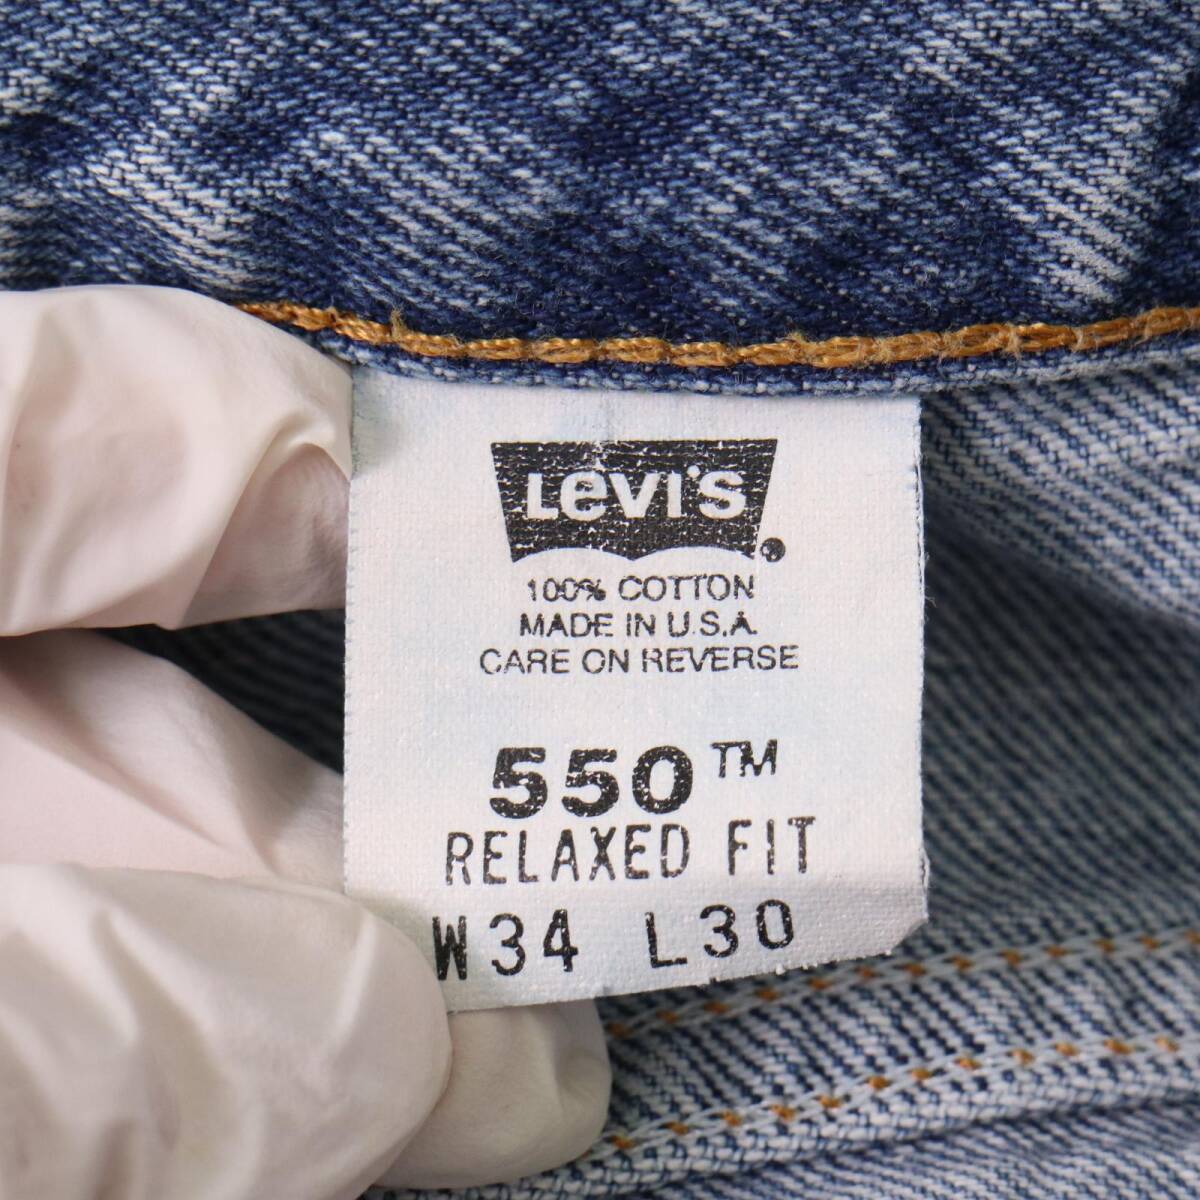 LEVI'S
100% COTTON
MADE IN U.S.A.
CARE ON REVERSE
550™
RELAXED FIT
W34 L30